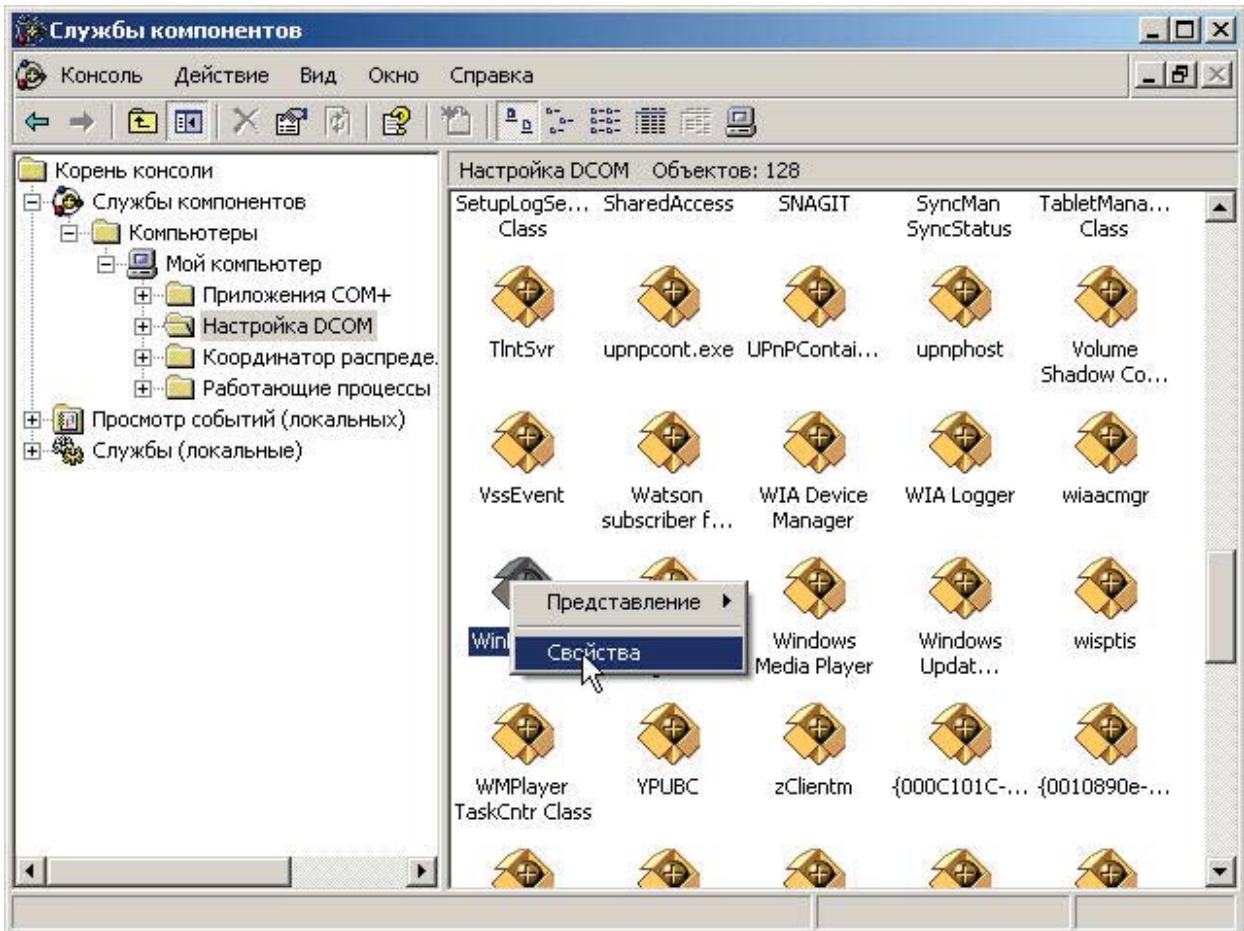 Службы компонентов
Консоль Действие Вид Окно Справка
Корень консоли
Службы компонентов
Компьютеры
Мой компьютер
Приложения COM+
Настройка DCOM
Координатор распреде.
Работающие процессы
Просмотр событий (локальных)
Службы (локальные)
Настройка DCOM Объектов: 128
SetupLogSe... SharedAccess SNAGIT SyncMan TabletMana...
Class SyncStatus Class
TlntSvr upnpcont.exe UPnPContai... upnphost Volume
Shadow Co...
VssEvent Watson WIA Device WIA Logger wiaacmgr
subscriber f... Manager
Представление
Свойства
Windows Windows wisptis
Media Player Updat...
WMPlayer YPUBC zClientm {000C101C-... {0010890e-...
TaskCntr Class